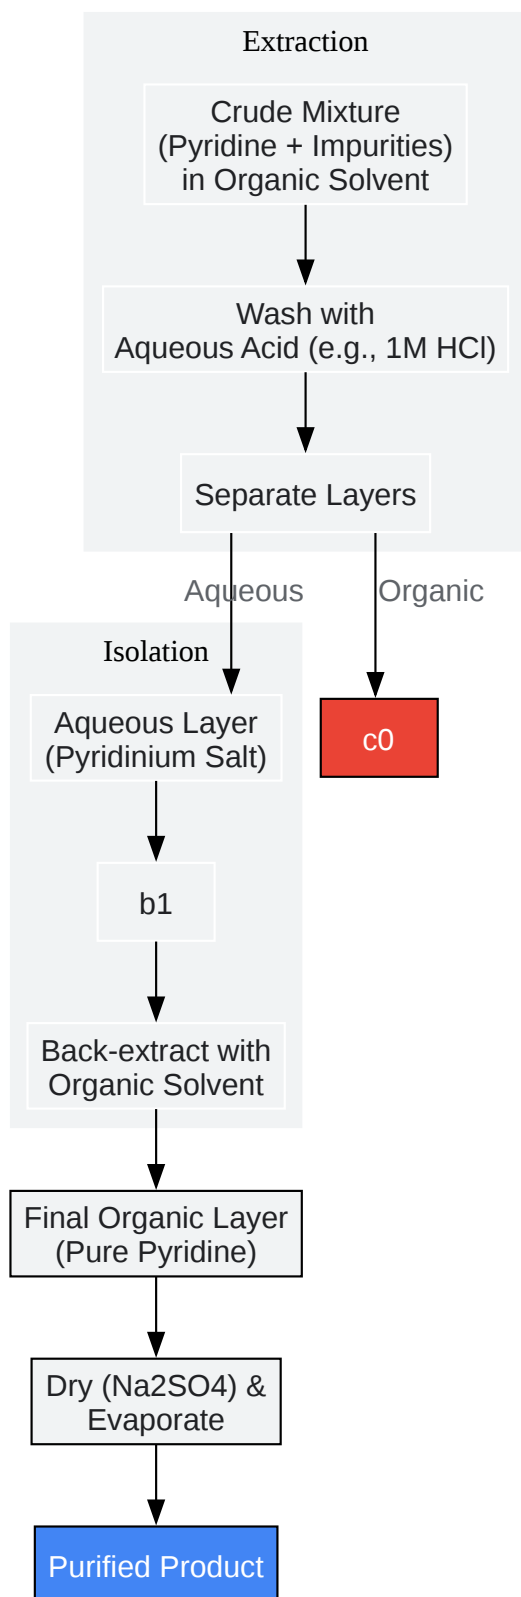 Extraction
Crude Mixture
(Pyridine + Impurities)
in Organic Solvent
Wash with
Aqueous Acid (e.g., 1M HCl)
Separate Layers
Aqueous
Organic
Isolation
Aqueous Layer
(Pyridinium Salt)
c0
b1
Back-extract with
Organic Solvent
Final Organic Layer
(Pure Pyridine)
Dry (Na2SO4) &
Evaporate
Purified Product